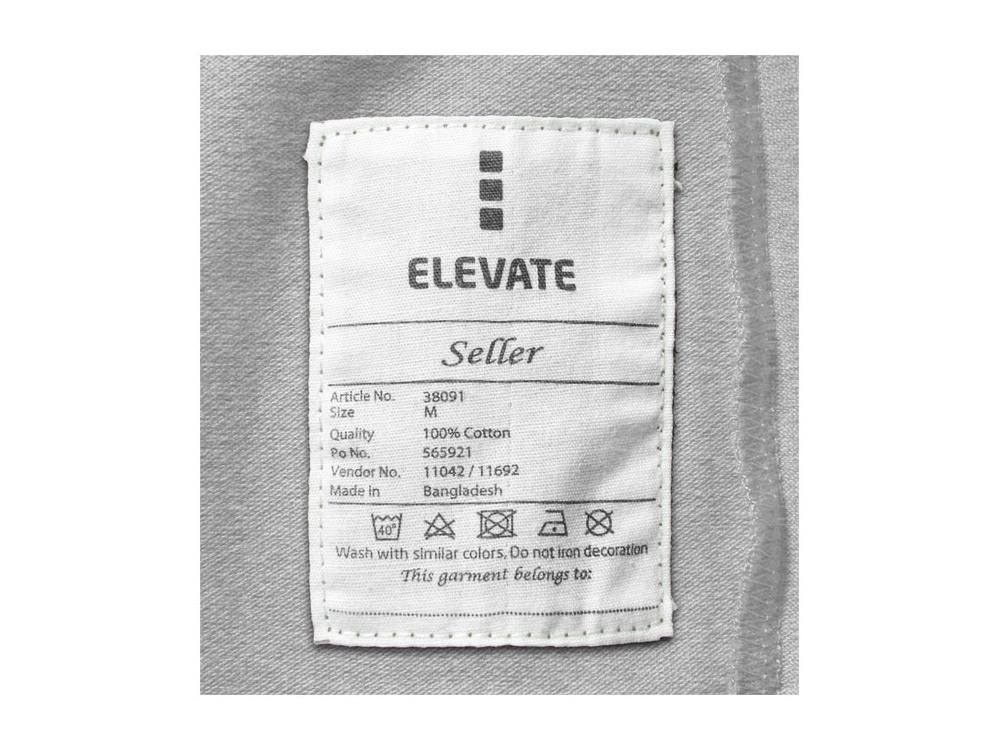 ELEVATE
Seller
Article No. 38091
Size M
Quality 100% Cotton
Po No. 565921
Vendor No. 11042 / 11692
Made In Bangladesh
40°
Wash with similar colors, Do not iron decoration
This garment belongs to: